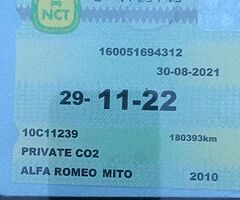 NCT
160051694312
30-08-2021
29- 11-22
10C11239
180393km
PRIVATE CO2
ALFA ROMEO MITO
2010